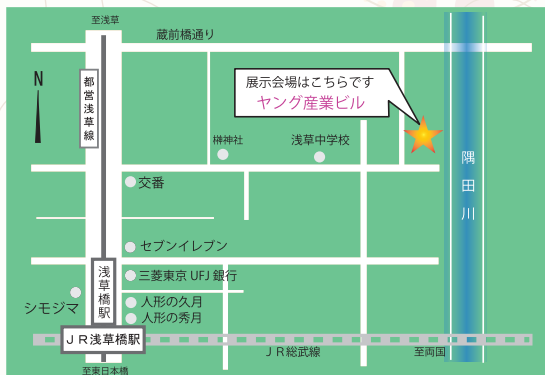 至浅草
蔵前橋通り
N
都営浅草線
展示会場はこちらです
ヤング産業ビル
榊神社
浅草中学校
隅田川
交番
セブンイレブン
浅草橋駅
三菱東京UFJ銀行
シモジマ
人形の久月
人形の秀月
JR浅草橋駅
JR総武線
至両国
至東日本橋